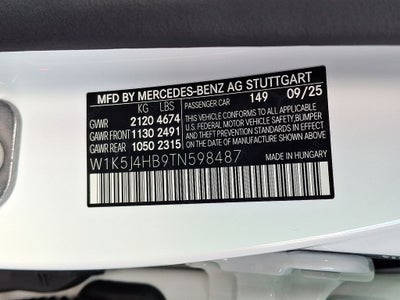 MFD BY MERCEDES-BENZ AG STUTTGART
KG LBS PASSENGER CAR 149 09/25
GVWR 2120 4674
GAWR FRONT 1130 2491
GAWR REAR 1050 2315
THIS VEHICLE CONFORMS TO ALL APPLICABLE
U.S. FEDERAL MOTOR VEHICLE SAFETY, BUMPER
AND THEFT PREVENTION STANDARDS IN EFFECT
ON THE DATE OF MANUFACTURE SHOWN ABOVE.
W1K5J4HB9TN598487
MADE IN HUNGARY